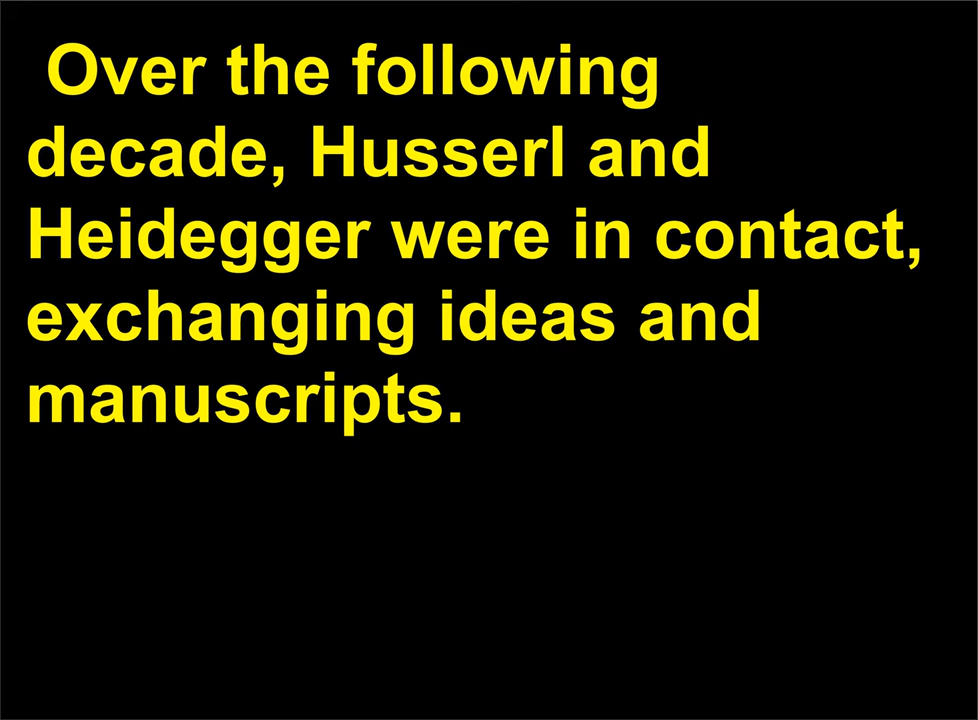 Over the following
decade, Husserl and
Heidegger were in contact,
exchanging ideas and
manuscripts.